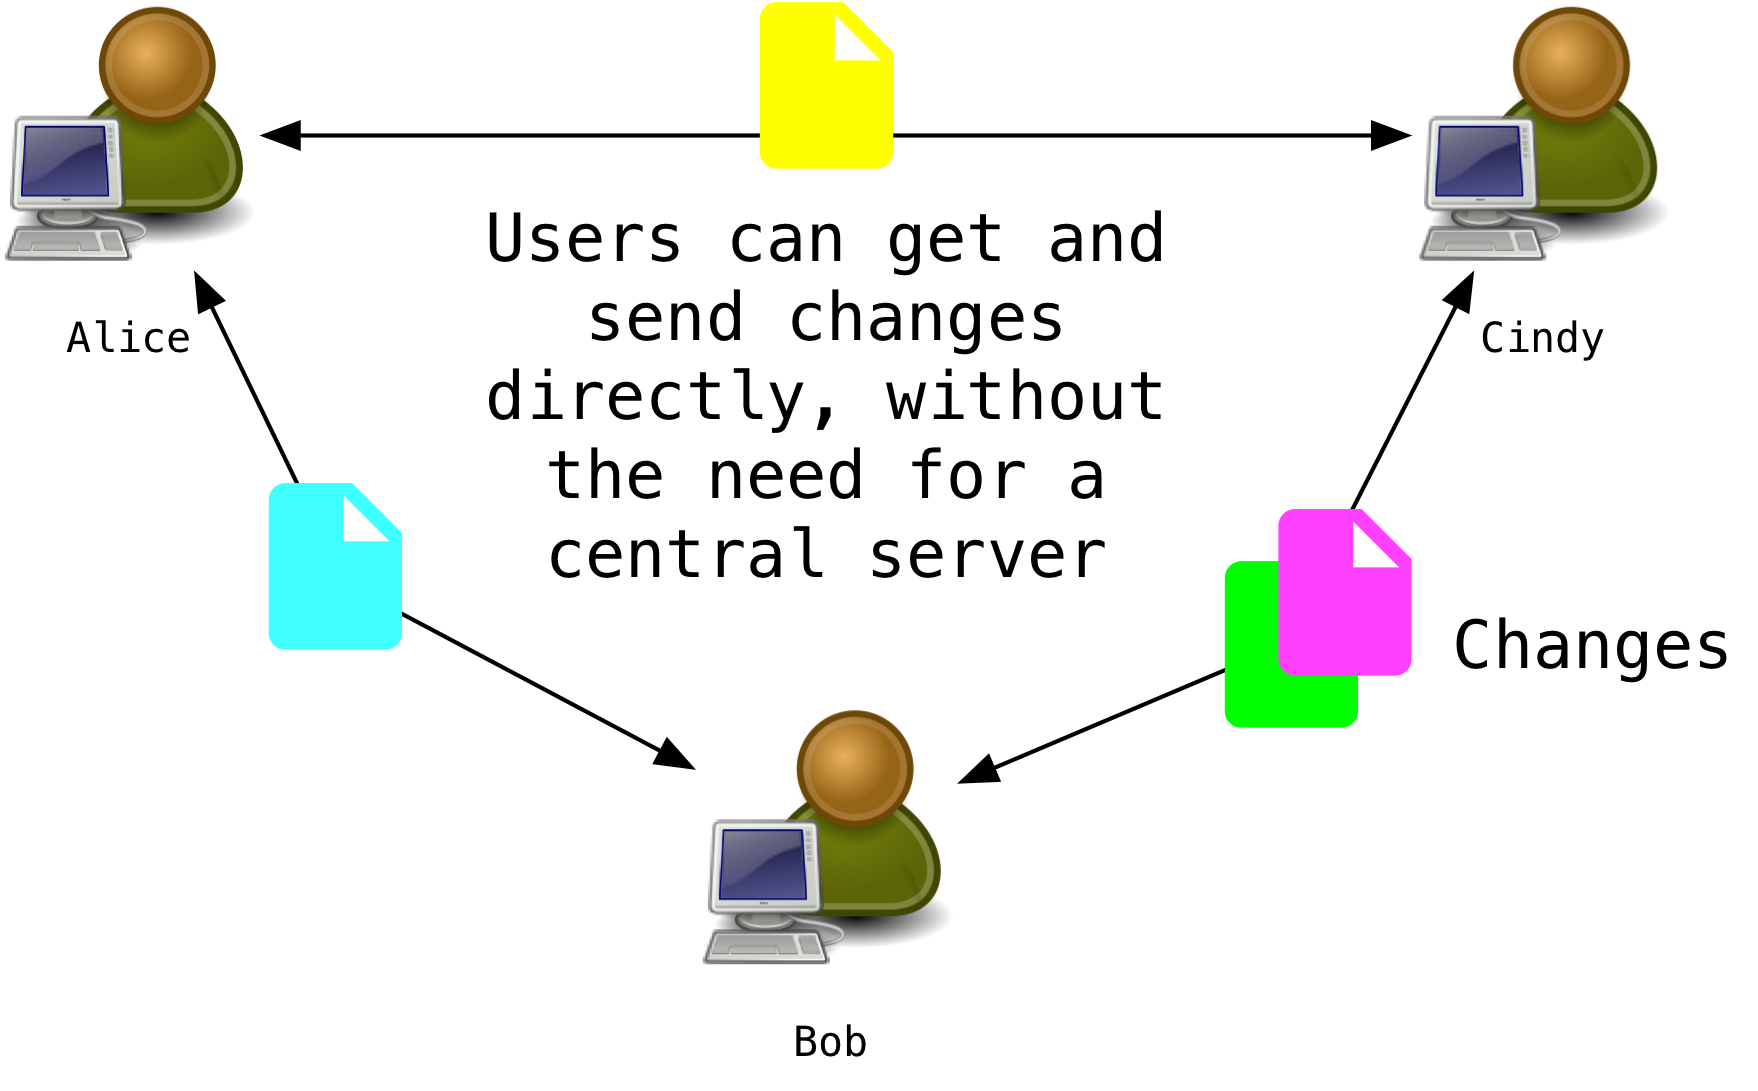 Users can get and
send changes
directly, without
the need for a
central server
Alice
Cindy
Changes
Bob